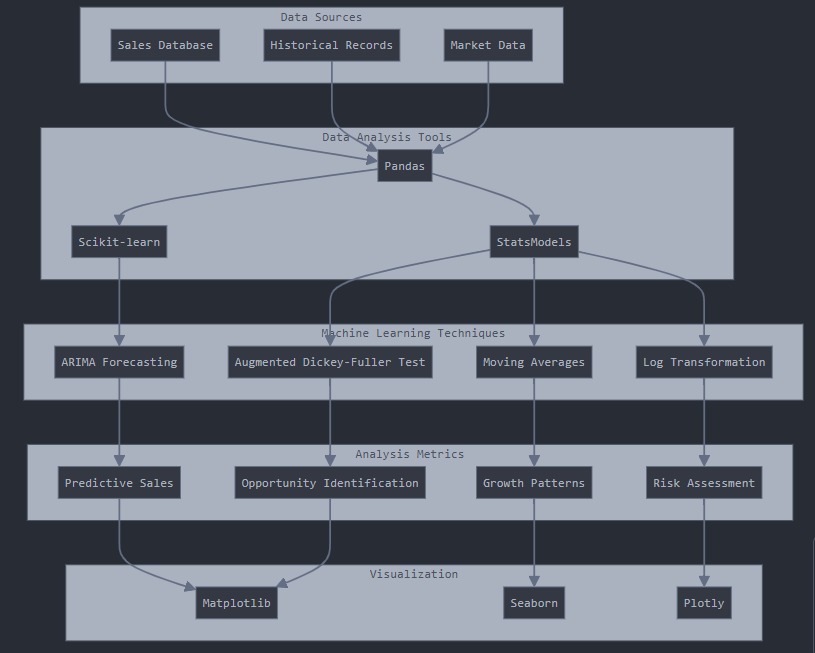 Data Sources
Sales Database
Historical Records
Market Data
Data Analysis Tools
Pandas
Scikit-learn
StatsModels
Machine Learning Techniques
ARIMA Forecasting
Augmented Dickey-Fuller Test
Moving Averages
Log Transformation
Analysis Metrics
Predictive Sales
Opportunity Identification
Growth Patterns
Risk Assessment
Visualization
Matplotlib
Seaborn
Plotly